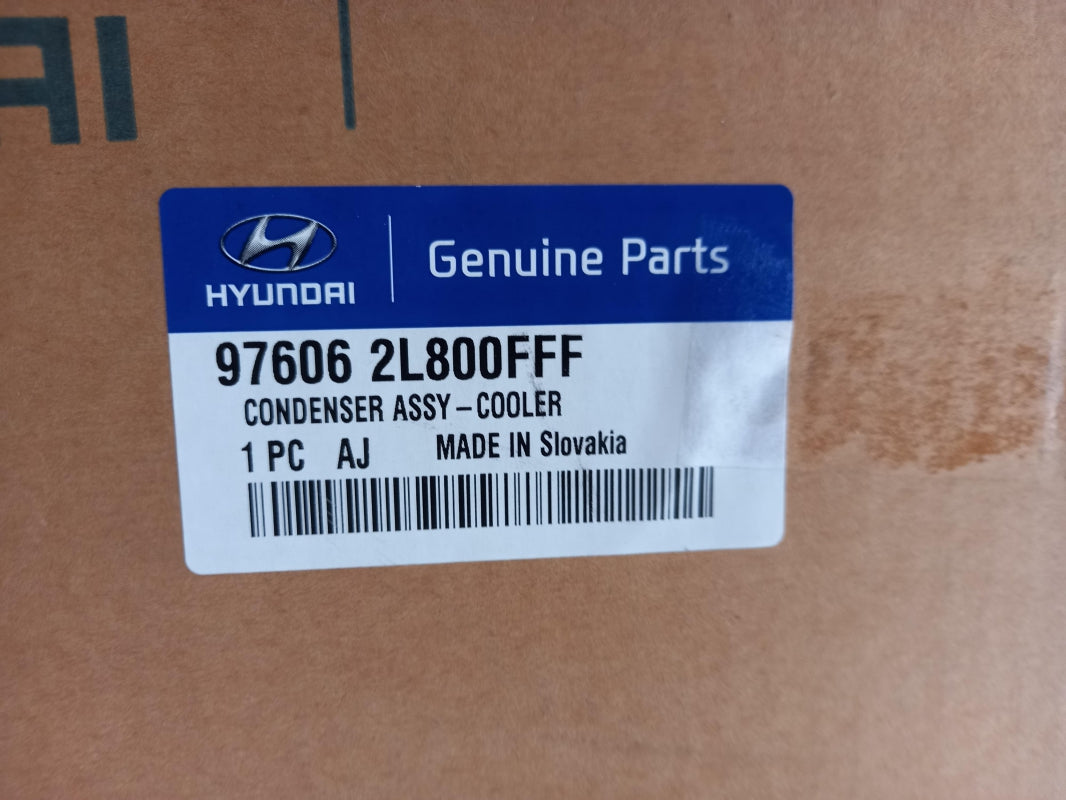 AI
HYUNDAI
Genuine Parts
97606 2L800FFF
CONDENSER ASSY-COOLER
1 PC AJ MADE IN Slovakia